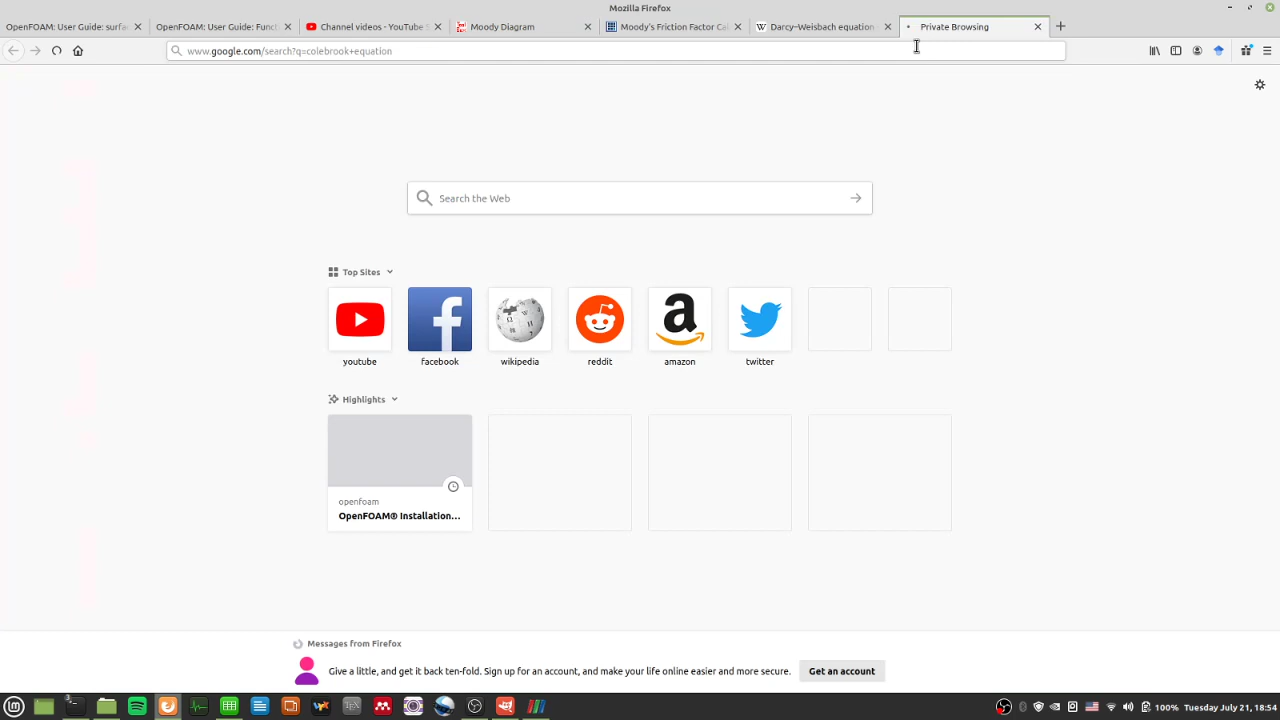 Mozilla Firefox
OpenFOAM: User Guide: surfa
OpenFOAM: User Guide: Funct
Channel videos - YouTube S
Moody Diagram
Moody's Friction Factor Cal
Darcy–Weisbach equation
Private Browsing
www.google.com/search?q=colebrook+equation
Search the Web
Top Sites
youtube
facebook
wikipedia
reddit
amazon
twitter
Highlights
openfoam
OpenFOAM® Installation...
Messages from Firefox
Give a little, and get it back ten-fold. Sign up for an account, and make your life online easier and more secure.
Get an account
100% Tuesday July 21, 18:54